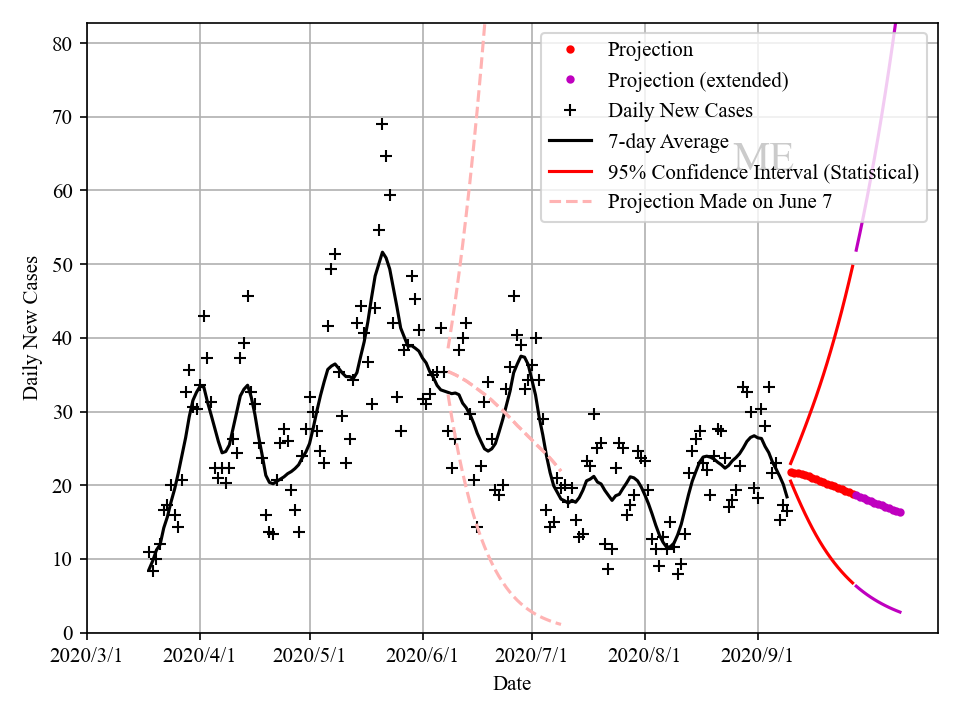 80
70
60
50
40
30
20
10
0
Daily New Cases
Projection
Projection (extended)
Daily New Cases
7-day Average
95% Confidence Interval (Statistical)
Projection Made on June 7
ME
2020/3/1 2020/4/1 2020/5/1 2020/6/1 2020/7/1 2020/8/1 2020/9/1
Date